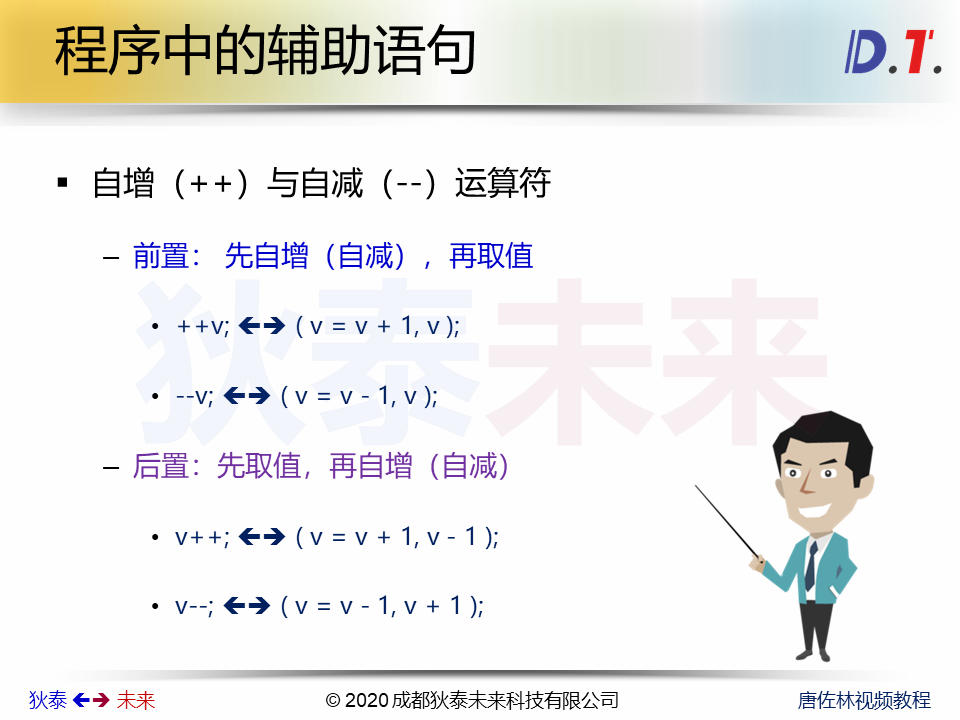 程序中的辅助语句
D.T.
自增（++）与自减（--）运算符
前置： 先自增（自减），再取值
++v; 🡸🡺 ( v = v + 1, v );
--v; 🡸🡺 ( v = v - 1, v );
狄泰未来
后置：先取值，再自增（自减）
v++; 🡸🡺 ( v = v + 1, v - 1 );
v--; 🡸🡺 ( v = v - 1, v + 1 );
狄泰 🡸🡺 未来
© 2020 成都狄泰未来科技有限公司
唐佐林视频教程